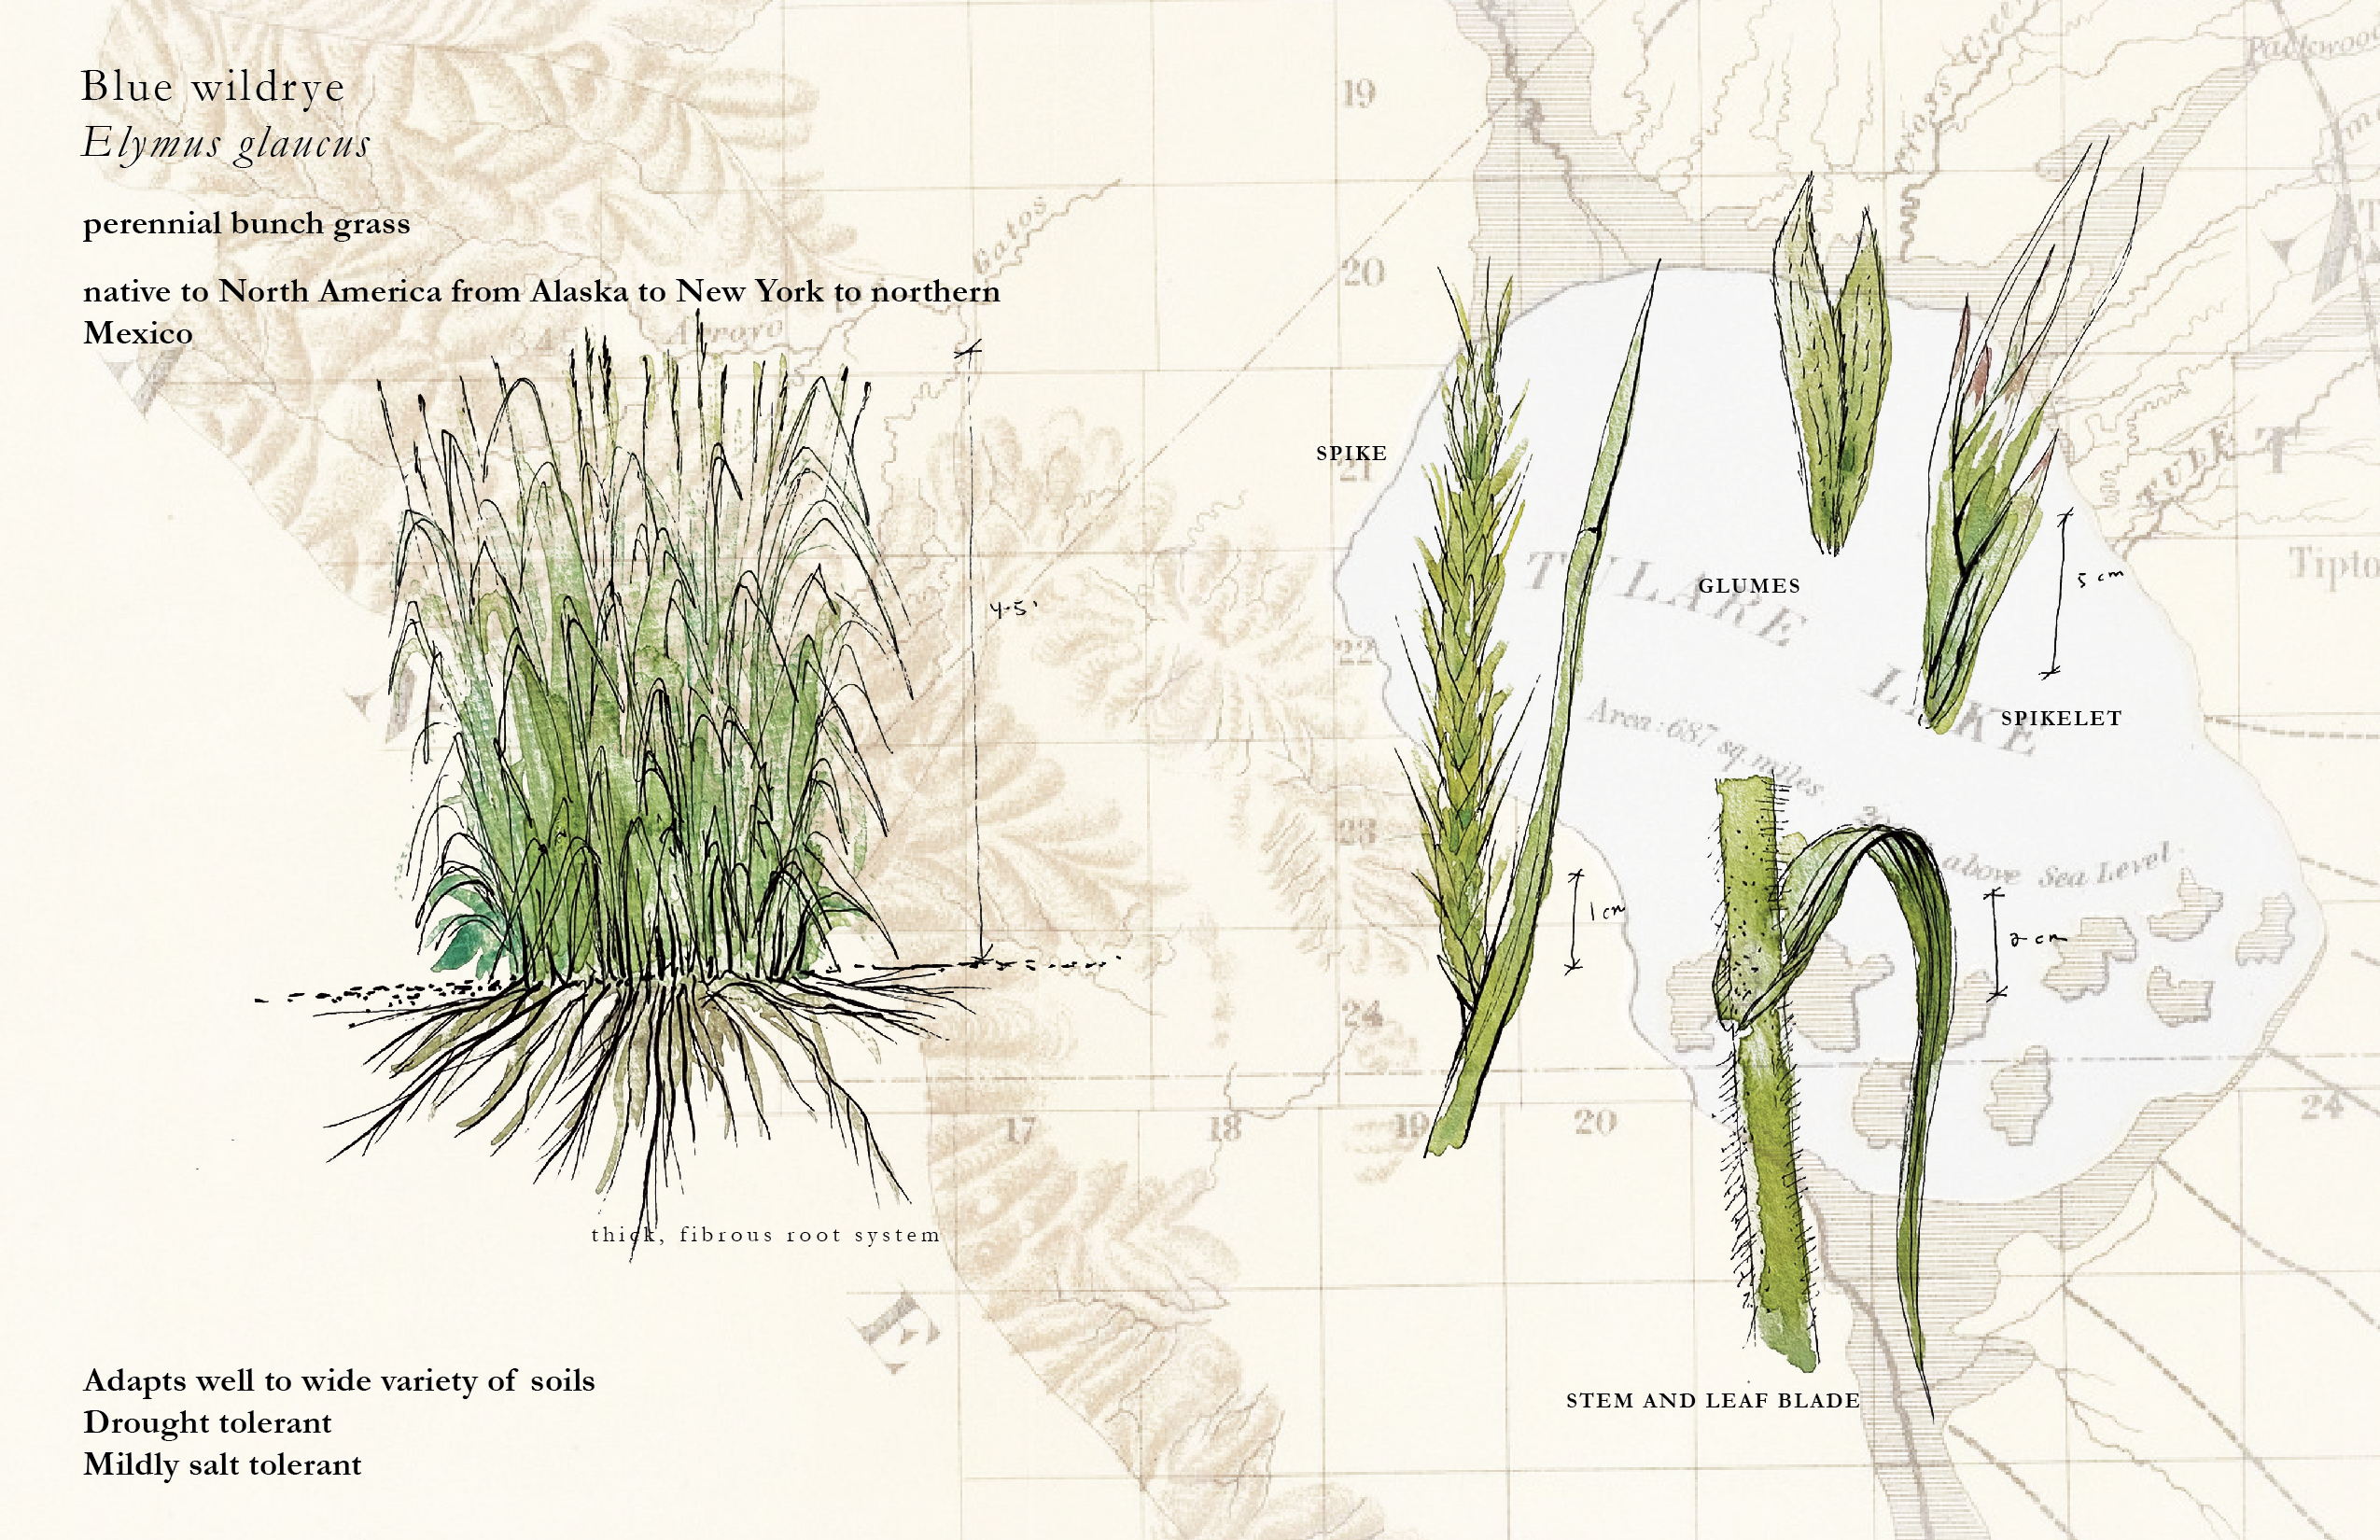 Blue wildrye
Elymus glaucus
perennial bunch grass
native to North America from Alaska to New York to northern
Mexico
4-5'
thick, fibrous root system
Adapts well to wide variety of soils
Drought tolerant
Mildly salt tolerant
SPIKE
GLUMES
SPIKELET
5 cm
1 cm
2 cm
STEM AND LEAF BLADE
TULARE
LAKE
Area: 687 sq. miles.
above Sea Level.
Gatos
Arroyo
Cross Creek
Packwood
TULE
Tipto
19
20
21
22
23
24
17
18
19
20
24
E